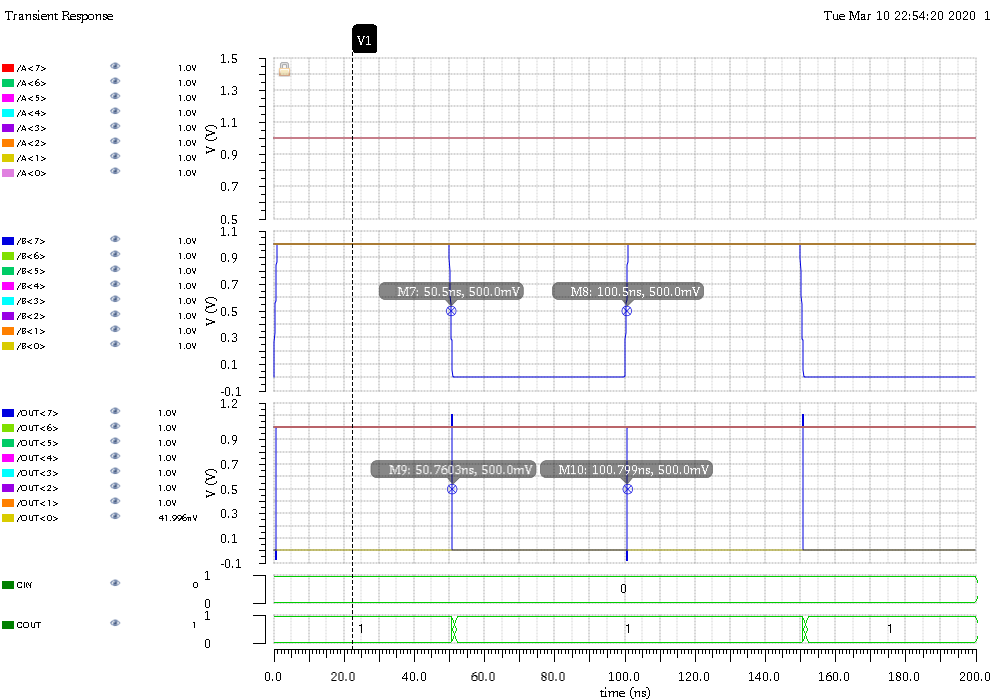 Transient Response
Tue Mar 10 22:54:20 2020 1
V1
/A<7> 1.0V
/A<6> 1.0V
/A<5> 1.0V
/A<4> 1.0V
/A<3> 1.0V
/A<2> 1.0V
/A<1> 1.0V
/A<0> 1.0V
V (V)
1.5
1.3
1.1
0.9
0.7
0.5
/B<7> 1.0V
/B<6> 1.0V
/B<5> 1.0V
/B<4> 1.0V
/B<3> 1.0V
/B<2> 1.0V
/B<1> 1.0V
/B<0> 1.0V
V (V)
1.1
0.9
0.7
0.5
0.3
0.1
-0.1
M7: 50.5ns, 500.0mV
M8: 100.5ns, 500.0mV
/OUT<7> 1.0V
/OUT<6> 1.0V
/OUT<5> 1.0V
/OUT<4> 1.0V
/OUT<3> 1.0V
/OUT<2> 1.0V
/OUT<1> 1.0V
/OUT<0> 41.996mV
V (V)
1.2
0.9
0.7
0.5
0.3
0.1
-0.1
M9: 50.7603ns, 500.0mV
M10: 100.799ns, 500.0mV
CIN 0
1
0
0
COUT 1
1
0
1 1 1
0.0 20.0 40.0 60.0 80.0 100.0 120.0 140.0 160.0 180.0 200.0
time (ns)